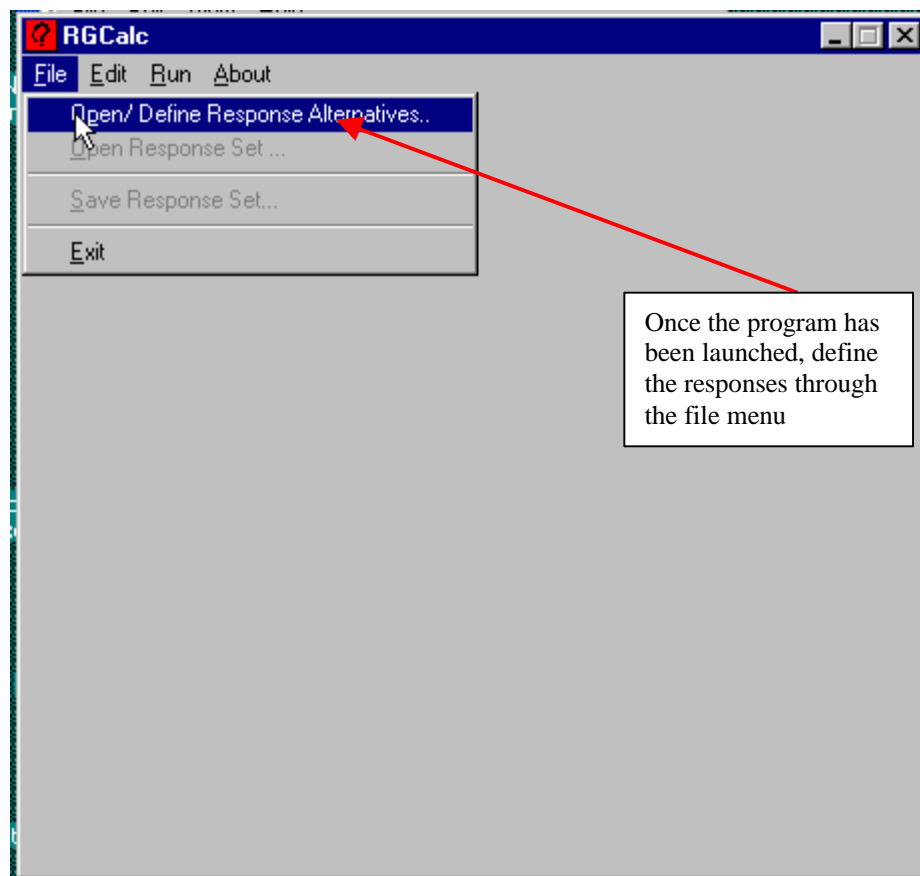 RGCalc
File Edit Run About
Open/ Define Response Alternatives..
Open Response Set ...
Save Response Set...
Exit
Once the program has
been launched, define
the responses through
the file menu